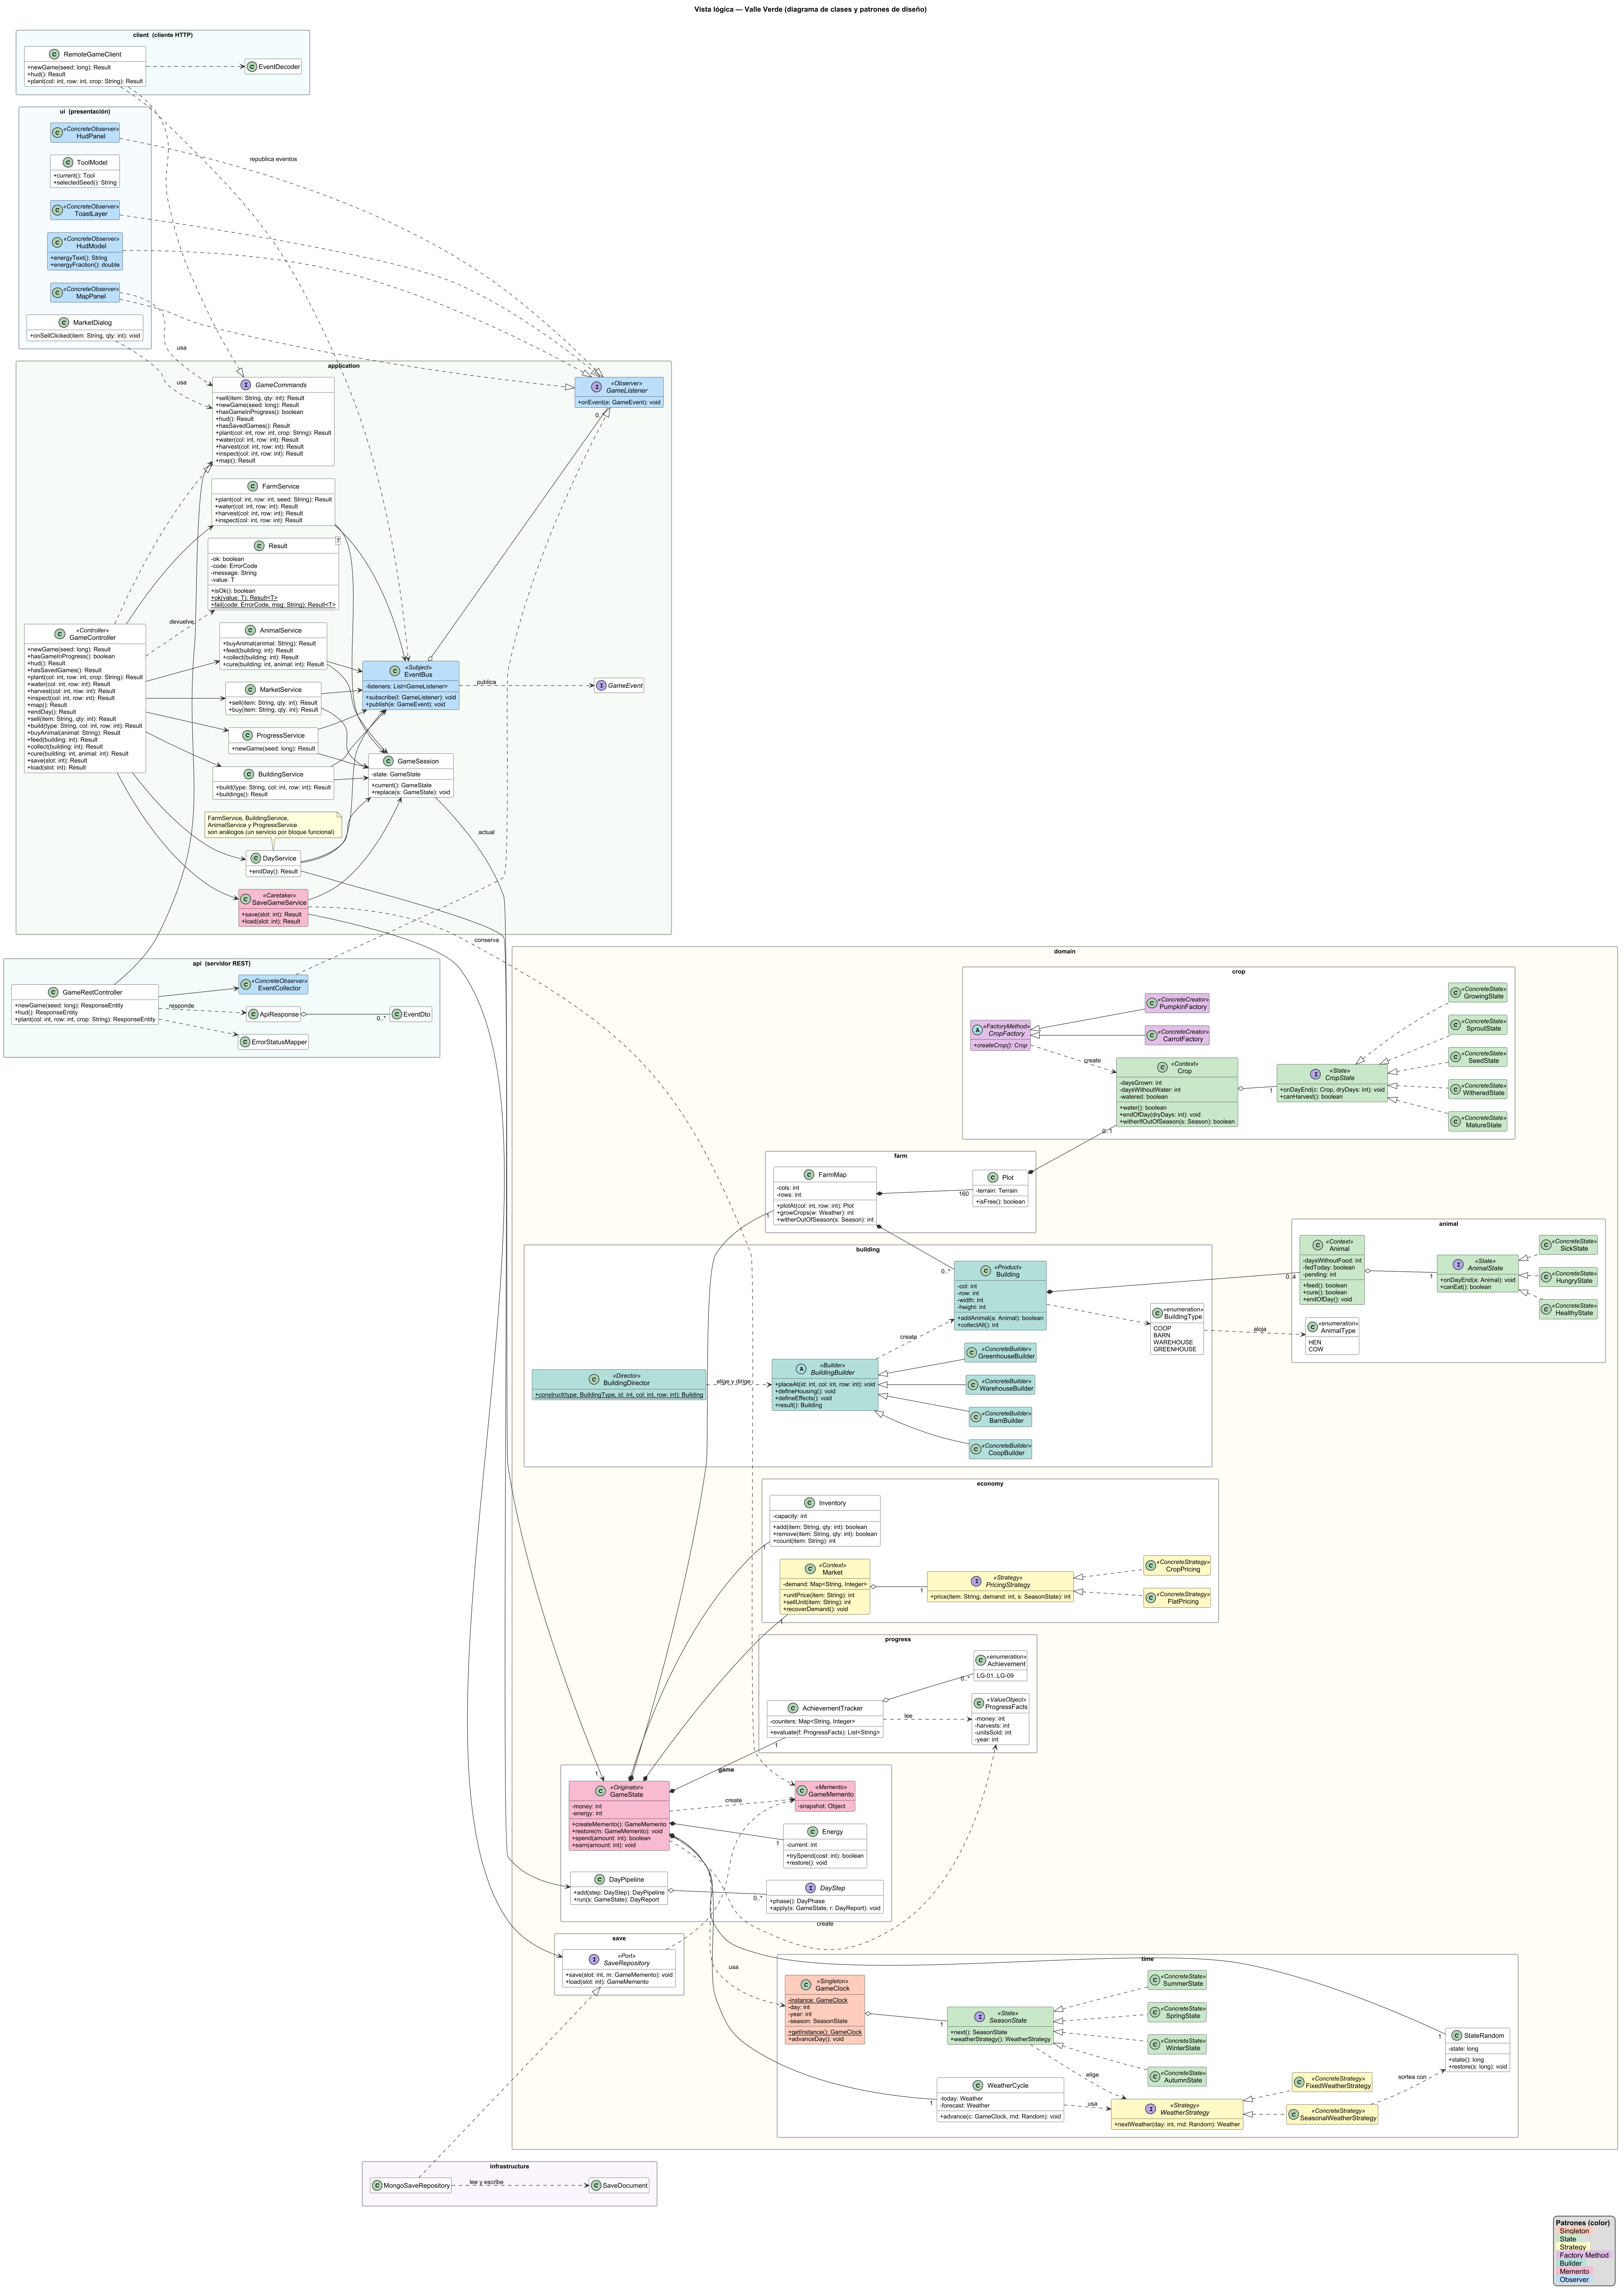 Vista lógica — Valle Verde (diagrama de clases y patrones de diseño)
client  (cliente HTTP)
C RemoteGameClient
+newGame(seed: long): Result
+hud(): Result
+plant(col: int, row: int, crop: String): Result
C EventDecoder
ui  (presentación)
«ConcreteObserver»
C HudPanel
C ToolModel
+current(): Tool
+selectedSeed(): String
«ConcreteObserver»
C ToastLayer
«ConcreteObserver»
C HudModel
+energyText(): String
+energyFraction(): double
«ConcreteObserver»
C MapPanel
C MarketDialog
+onSellClicked(item: String, qty: int): void
republica eventos
usa
usa
application
I GameCommands
+sell(item: String, qty: int): Result
+newGame(seed: long): Result
+hasGameInProgress(): boolean
+hud(): Result
+hasSavedGames(): Result
+plant(col: int, row: int, crop: String): Result
+water(col: int, row: int): Result
+harvest(col: int, row: int): Result
+inspect(col: int, row: int): Result
+map(): Result
«Observer»
I GameListener
+onEvent(e: GameEvent): void
0..*
C FarmService
+plant(col: int, row: int, seed: String): Result
+water(col: int, row: int): Result
+harvest(col: int, row: int): Result
+inspect(col: int, row: int): Result
C Result
T
-ok: boolean
-code: ErrorCode
-message: String
-value: T
+isOk(): boolean
+ok(value: T): Result<T>
+fail(code: ErrorCode, msg: String): Result<T>
devuelve
«Controller»
C GameController
+newGame(seed: long): Result
+hasGameInProgress(): boolean
+hud(): Result
+hasSavedGames(): Result
+plant(col: int, row: int, crop: String): Result
+water(col: int, row: int): Result
+harvest(col: int, row: int): Result
+inspect(col: int, row: int): Result
+map(): Result
+endDay(): Result
+sell(item: String, qty: int): Result
+build(type: String, col: int, row: int): Result
+buyAnimal(animal: String): Result
+feed(building: int): Result
+collect(building: int): Result
+cure(building: int, animal: int): Result
+save(slot: int): Result
+load(slot: int): Result
C AnimalService
+buyAnimal(animal: String): Result
+feed(building: int): Result
+collect(building: int): Result
+cure(building: int, animal: int): Result
C MarketService
+sell(item: String, qty: int): Result
+buy(item: String, qty: int): Result
C ProgressService
+newGame(seed: long): Result
C BuildingService
+build(type: String, col: int, row: int): Result
+buildings(): Result
«Subject»
C EventBus
-listeners: List<GameListener>
+subscribe(l: GameListener): void
+publish(e: GameEvent): void
publica
I GameEvent
C GameSession
-state: GameState
+current(): GameState
+replace(s: GameState): void
FarmService, BuildingService,
AnimalService y ProgressService
son análogos (un servicio por bloque funcional)
actual
C DayService
+endDay(): Result
«Caretaker»
C SaveGameService
+save(slot: int): Result
+load(slot: int): Result
conserva
api  (servidor REST)
C GameRestController
+newGame(seed: long): ResponseEntity
+hud(): ResponseEntity
+plant(col: int, row: int, crop: String): ResponseEntity
«ConcreteObserver»
C EventCollector
responde
C ApiResponse
0..*
C EventDto
C ErrorStatusMapper
domain
crop
«FactoryMethod»
A CropFactory
+createCrop(): Crop
«ConcreteCreator»
C PumpkinFactory
«ConcreteCreator»
C CarrotFactory
create
«Context»
C Crop
-daysGrown: int
-daysWithoutWater: int
-watered: boolean
+water(): boolean
+endOfDay(dryDays: int): void
+witherIfOutOfSeason(s: Season): boolean
0..1
1
«State»
I CropState
+onDayEnd(c: Crop, dryDays: int): void
+canHarvest(): boolean
«ConcreteState»
C GrowingState
«ConcreteState»
C SproutState
«ConcreteState»
C SeedState
«ConcreteState»
C WitheredState
«ConcreteState»
C MatureState
farm
C FarmMap
-cols: int
-rows: int
+plotAt(col: int, row: int): Plot
+growCrops(w: Weather): int
+witherOutOfSeason(s: Season): int
1
160
C Plot
-terrain: Terrain
+isFree(): boolean
building
«Product»
C Building
-col: int
-row: int
-width: int
-height: int
+addAnimal(a: Animal): boolean
+collectAll(): int
0..*
create
«enumeration»
C BuildingType
COOP
BARN
WAREHOUSE
GREENHOUSE
«Director»
C BuildingDirector
+construct(type: BuildingType, id: int, col: int, row: int): Building
elige y dirige
«Builder»
A BuildingBuilder
+placeAt(id: int, col: int, row: int): void
+defineHousing(): void
+defineEffects(): void
+result(): Building
«ConcreteBuilder»
C GreenhouseBuilder
«ConcreteBuilder»
C WarehouseBuilder
«ConcreteBuilder»
C BarnBuilder
«ConcreteBuilder»
C CoopBuilder
animal
«Context»
C Animal
-daysWithoutFood: int
-fedToday: boolean
-pending: int
+feed(): boolean
+cure(): boolean
+endOfDay(): void
0..4
1
«State»
I AnimalState
+onDayEnd(a: Animal): void
+canEat(): boolean
«ConcreteState»
C SickState
«ConcreteState»
C HungryState
«ConcreteState»
C HealthyState
aloja
«enumeration»
C AnimalType
HEN
COW
economy
C Inventory
-capacity: int
+add(item: String, qty: int): boolean
+remove(item: String, qty: int): boolean
+count(item: String): int
1
«Context»
C Market
-demand: Map<String, Integer>
+unitPrice(item: String): int
+sellUnit(item: String): int
+recoverDemand(): void
1
1
«Strategy»
I PricingStrategy
+price(item: String, demand: int, s: SeasonState): int
«ConcreteStrategy»
C CropPricing
«ConcreteStrategy»
C FlatPricing
progress
«enumeration»
C Achievement
LG-01..LG-09
0..*
C AchievementTracker
-counters: Map<String, Integer>
+evaluate(f: ProgressFacts): List<String>
1
lee
«ValueObject»
C ProgressFacts
-money: int
-harvests: int
-unitsSold: int
-year: int
game
1
«Originator»
C GameState
-money: int
-energy: int
+createMemento(): GameMemento
+restore(m: GameMemento): void
+spend(amount: int): boolean
+earn(amount: int): void
create
«Memento»
C GameMemento
-snapshot: Object
1
C Energy
-current: int
+trySpend(cost: int): boolean
+restore(): void
C DayPipeline
+add(step: DayStep): DayPipeline
+run(s: GameState): DayReport
0..*
I DayStep
+phase(): DayPhase
+apply(s: GameState, r: DayReport): void
create
save
«Port»
I SaveRepository
+save(slot: int, m: GameMemento): void
+load(slot: int): GameMemento
usa
time
«Singleton»
C GameClock
-instance: GameClock
-day: int
-year: int
-season: SeasonState
+getInstance(): GameClock
+advanceDay(): void
1
«State»
I SeasonState
+next(): SeasonState
+weatherStrategy(): WeatherStrategy
«ConcreteState»
C SummerState
«ConcreteState»
C SpringState
«ConcreteState»
C WinterState
«ConcreteState»
C AutumnState
1
C StateRandom
-state: long
+state(): long
+restore(s: long): void
elige
sortea con
1
C WeatherCycle
-today: Weather
-forecast: Weather
+advance(c: GameClock, rnd: Random): void
usa
«Strategy»
I WeatherStrategy
+nextWeather(day: int, rnd: Random): Weather
«ConcreteStrategy»
C FixedWeatherStrategy
«ConcreteStrategy»
C SeasonalWeatherStrategy
infrastructure
C MongoSaveRepository
lee y escribe
C SaveDocument
Patrones (color)
Singleton
State
Strategy
Factory Method
Builder
Memento
Observer